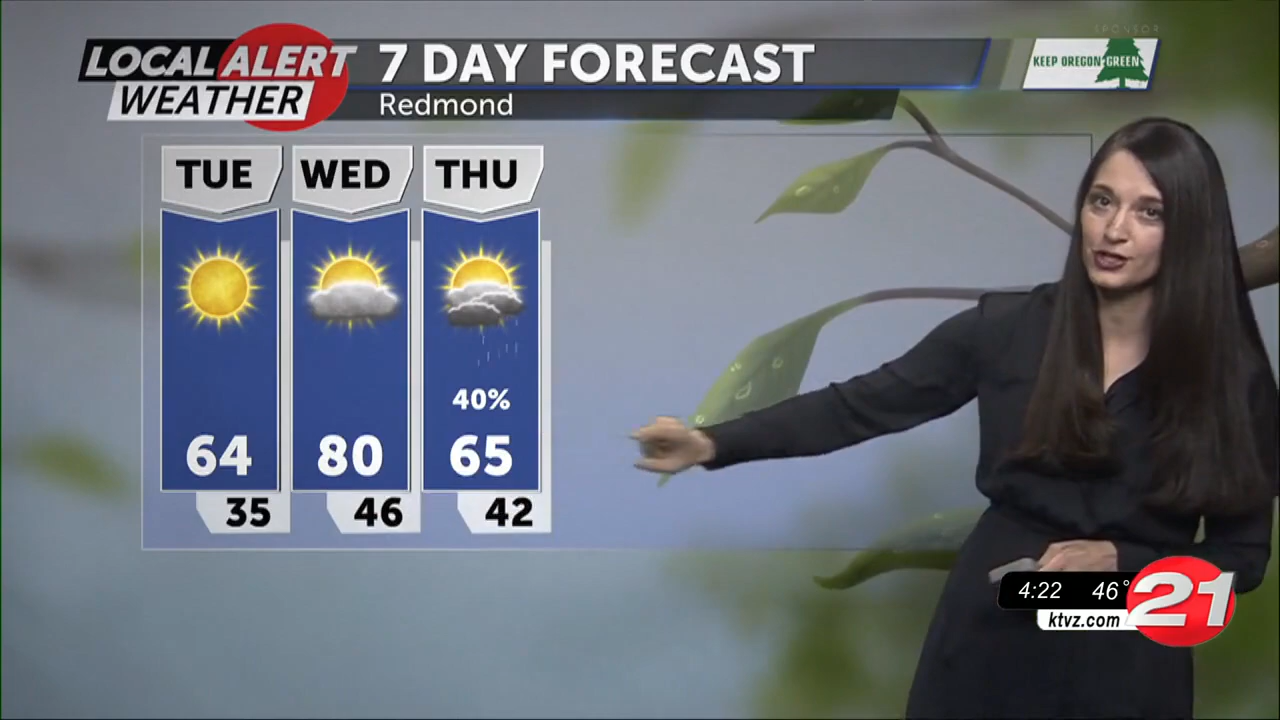 SPONSOR
LOCAL ALERT
WEATHER
7 DAY FORECAST
Redmond
KEEP OREGON GREEN
TUE WED THU
40%
64 80 65
35 46 42
4:22 46°
21
ktvz.com